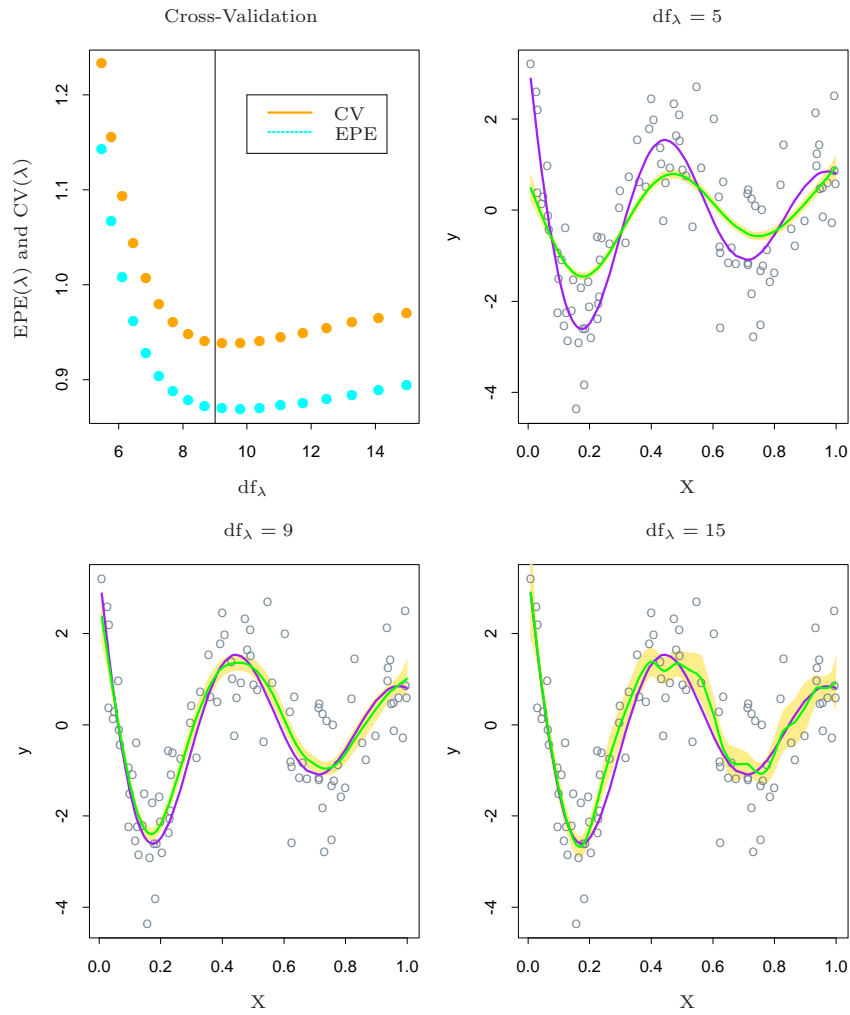 Cross-Validation
EPE(λ) and CV(λ)
0.9 1.0 1.1 1.2
CV
EPE
6 8 10 12 14
df_λ
df_λ = 5
y
-4 -2 0 2
0.0 0.2 0.4 0.6 0.8 1.0
X
df_λ = 9
y
-4 -2 0 2
0.0 0.2 0.4 0.6 0.8 1.0
X
df_λ = 15
y
-4 -2 0 2
0.0 0.2 0.4 0.6 0.8 1.0
X